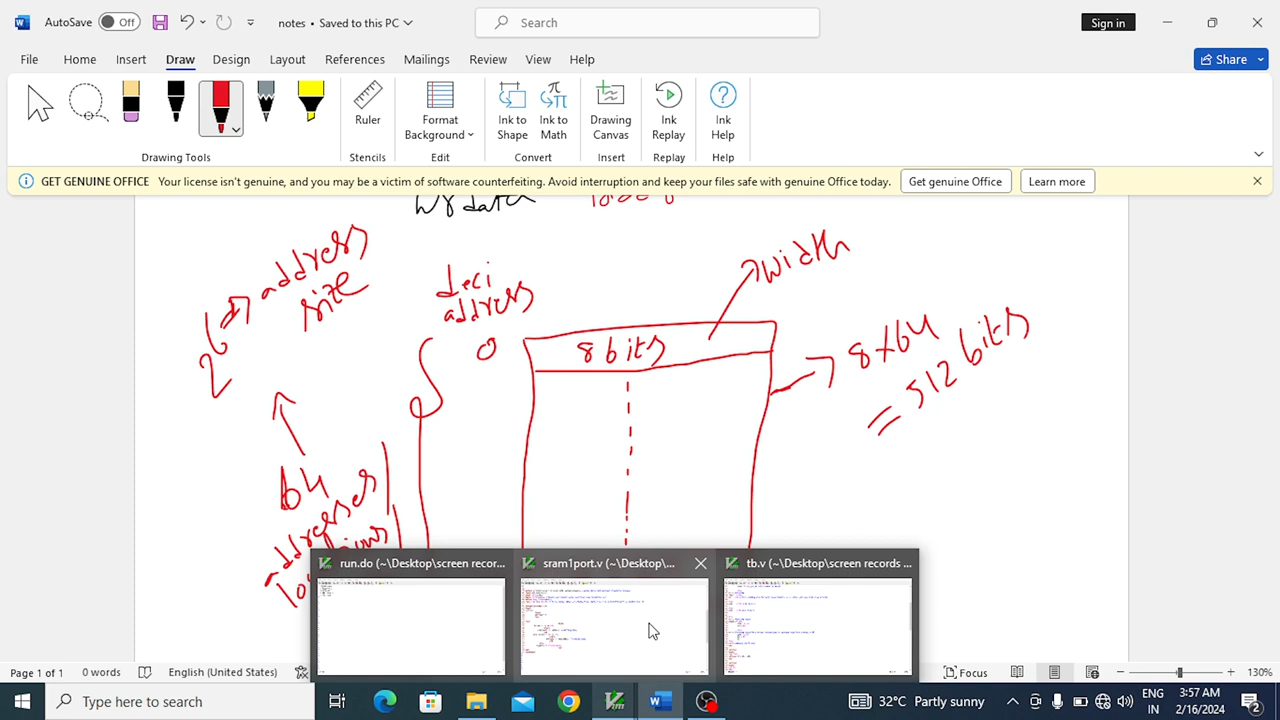 AutoSave Off notes • Saved to this PC Search Sign in
File Home Insert Draw Design Layout References Mailings Review View Help Share
Ruler Format Background Ink to Shape Ink to Math Drawing Canvas Ink Replay Ink Help
Drawing Tools Stencils Edit Convert Insert Replay Help
GET GENUINE OFFICE Your license isn't genuine, and you may be a victim of software counterfeiting. Avoid interruption and keep your files safe with genuine Office today. Get genuine Office Learn more
wr data
address
size
2^6
deci
address
width
0 8 bits
8x64
= 512 bits
64
addresses
run.do (~\Desktop\screen recor... sram1port.v (~\Desktop\... tb.v (~\Desktop\screen records ...
Page of 1 0 words English (United States) Focus 130%
Type here to search 32°C Partly sunny ENG IN 3:57 AM 2/16/2024 2